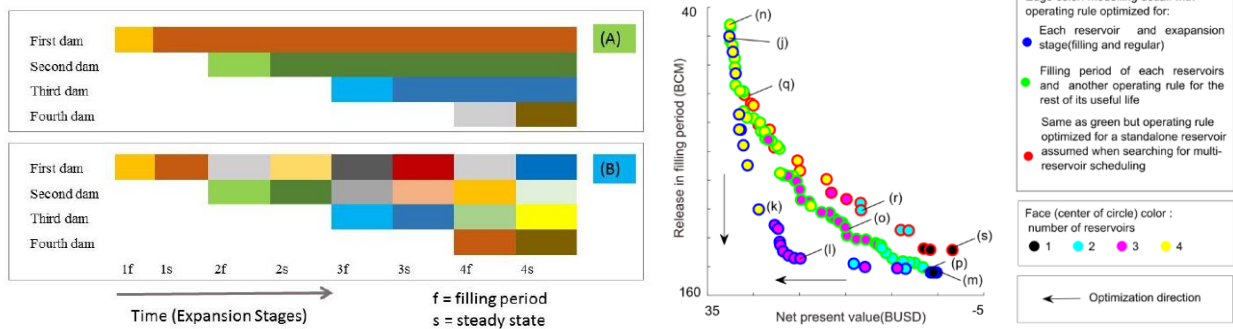 First dam
Second dam
Third dam
Fourth dam
(A)
First dam
Second dam
Third dam
Fourth dam
(B)
1f 1s 2f 2s 3f 3s 4f 4s
Time (Expansion Stages)
f = filling period
s = steady state
40
160
Release in filling period (BCM)
35
-5
Net present value(BUSD)
(n)
(j)
(q)
(k)
(r)
(o)
(l)
(s)
(p)
(m)
operating rule optimized for:
Each reservoir and exapansion
stage(filling and regular)
Filling period of each reservoirs
and another operating rule for the
rest of its useful life
Same as green but operating rule
optimized for a standalone reservoir
assumed when searching for multi-
reservoir scheduling
Face (center of circle) color :
number of reservoirs
1 2 3 4
Optimization direction